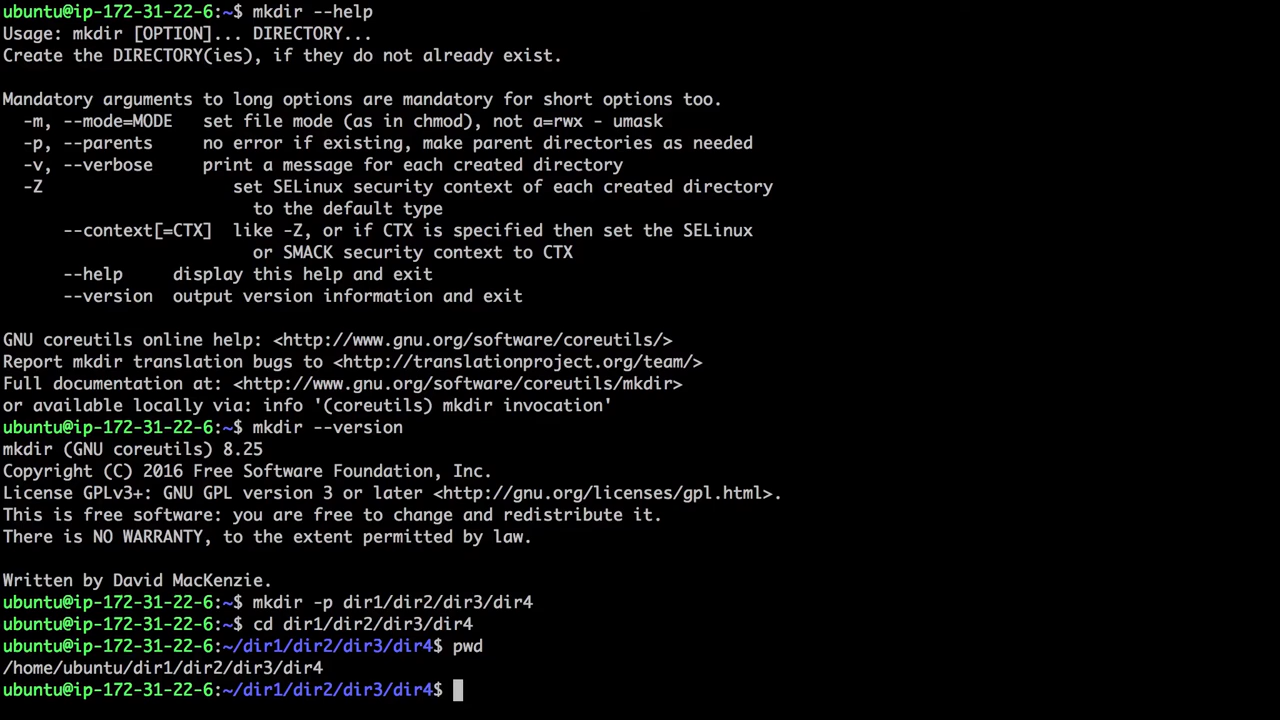 ubuntu@ip-172-31-22-6:~$ mkdir --help
Usage: mkdir [OPTION]... DIRECTORY...
Create the DIRECTORY(ies), if they do not already exist.
Mandatory arguments to long options are mandatory for short options too.
-m, --mode=MODE   set file mode (as in chmod), not a=rwx - umask
-p, --parents     no error if existing, make parent directories as needed
-v, --verbose     print a message for each created directory
-Z                   set SELinux security context of each created directory
to the default type
--context[=CTX]  like -Z, or if CTX is specified then set the SELinux
or SMACK security context to CTX
--help     display this help and exit
--version  output version information and exit
GNU coreutils online help: <http://www.gnu.org/software/coreutils/>
Report mkdir translation bugs to <http://translationproject.org/team/>
Full documentation at: <http://www.gnu.org/software/coreutils/mkdir>
or available locally via: info '(coreutils) mkdir invocation'
ubuntu@ip-172-31-22-6:~$ mkdir --version
mkdir (GNU coreutils) 8.25
Copyright (C) 2016 Free Software Foundation, Inc.
License GPLv3+: GNU GPL version 3 or later <http://gnu.org/licenses/gpl.html>.
This is free software: you are free to change and redistribute it.
There is NO WARRANTY, to the extent permitted by law.
Written by David MacKenzie.
ubuntu@ip-172-31-22-6:~$ mkdir -p dir1/dir2/dir3/dir4
ubuntu@ip-172-31-22-6:~$ cd dir1/dir2/dir3/dir4
ubuntu@ip-172-31-22-6:~/dir1/dir2/dir3/dir4$ pwd
/home/ubuntu/dir1/dir2/dir3/dir4
ubuntu@ip-172-31-22-6:~/dir1/dir2/dir3/dir4$